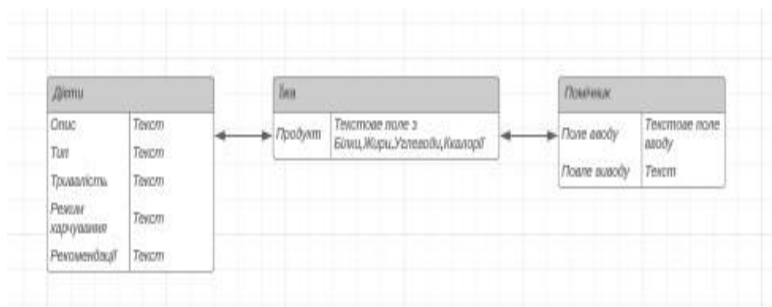 Дієти
Опис Текст
Тип Текст
Тривалість Текст
Режим харчування Текст
Рекомендації Текст
Їжа
Продукт Текстове поле з
Білки,Жири,Углеводи,Ккалорії
Помічник
Поле вводу Текстове поле
вводу
Повле виводу Текст